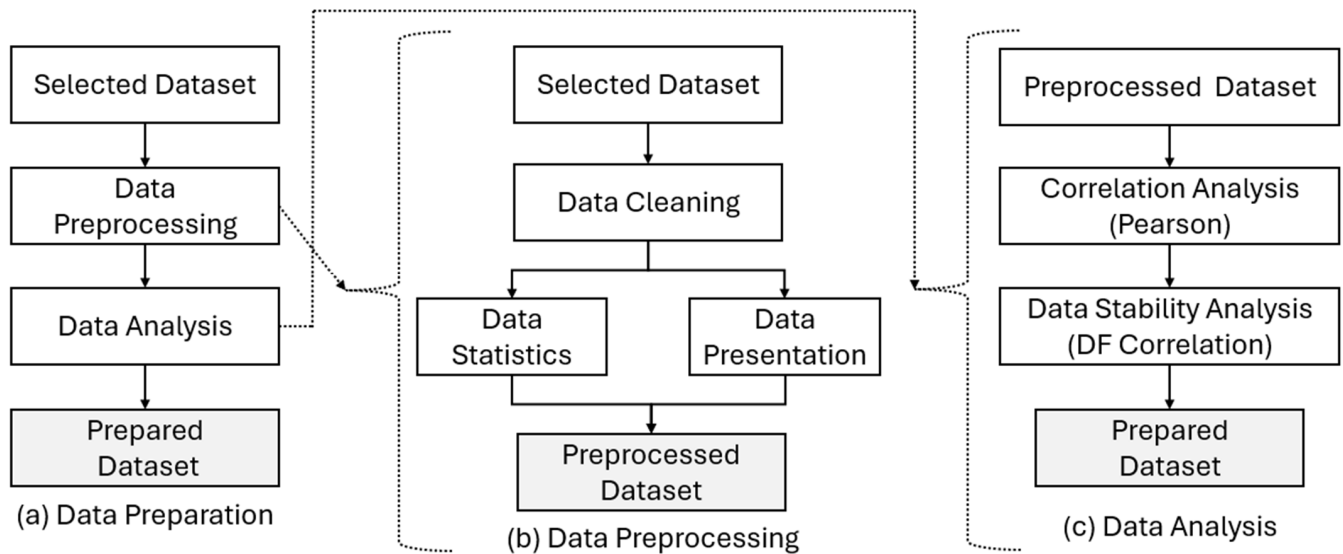 Selected Dataset
Data
Preprocessing
Data Analysis
Prepared
Dataset
(a) Data Preparation
Selected Dataset
Data Cleaning
Data
Statistics
Data
Presentation
Preprocessed
Dataset
(b) Data Preprocessing
Preprocessed Dataset
Correlation Analysis
(Pearson)
Data Stability Analysis
(DF Correlation)
Prepared
Dataset
(c) Data Analysis